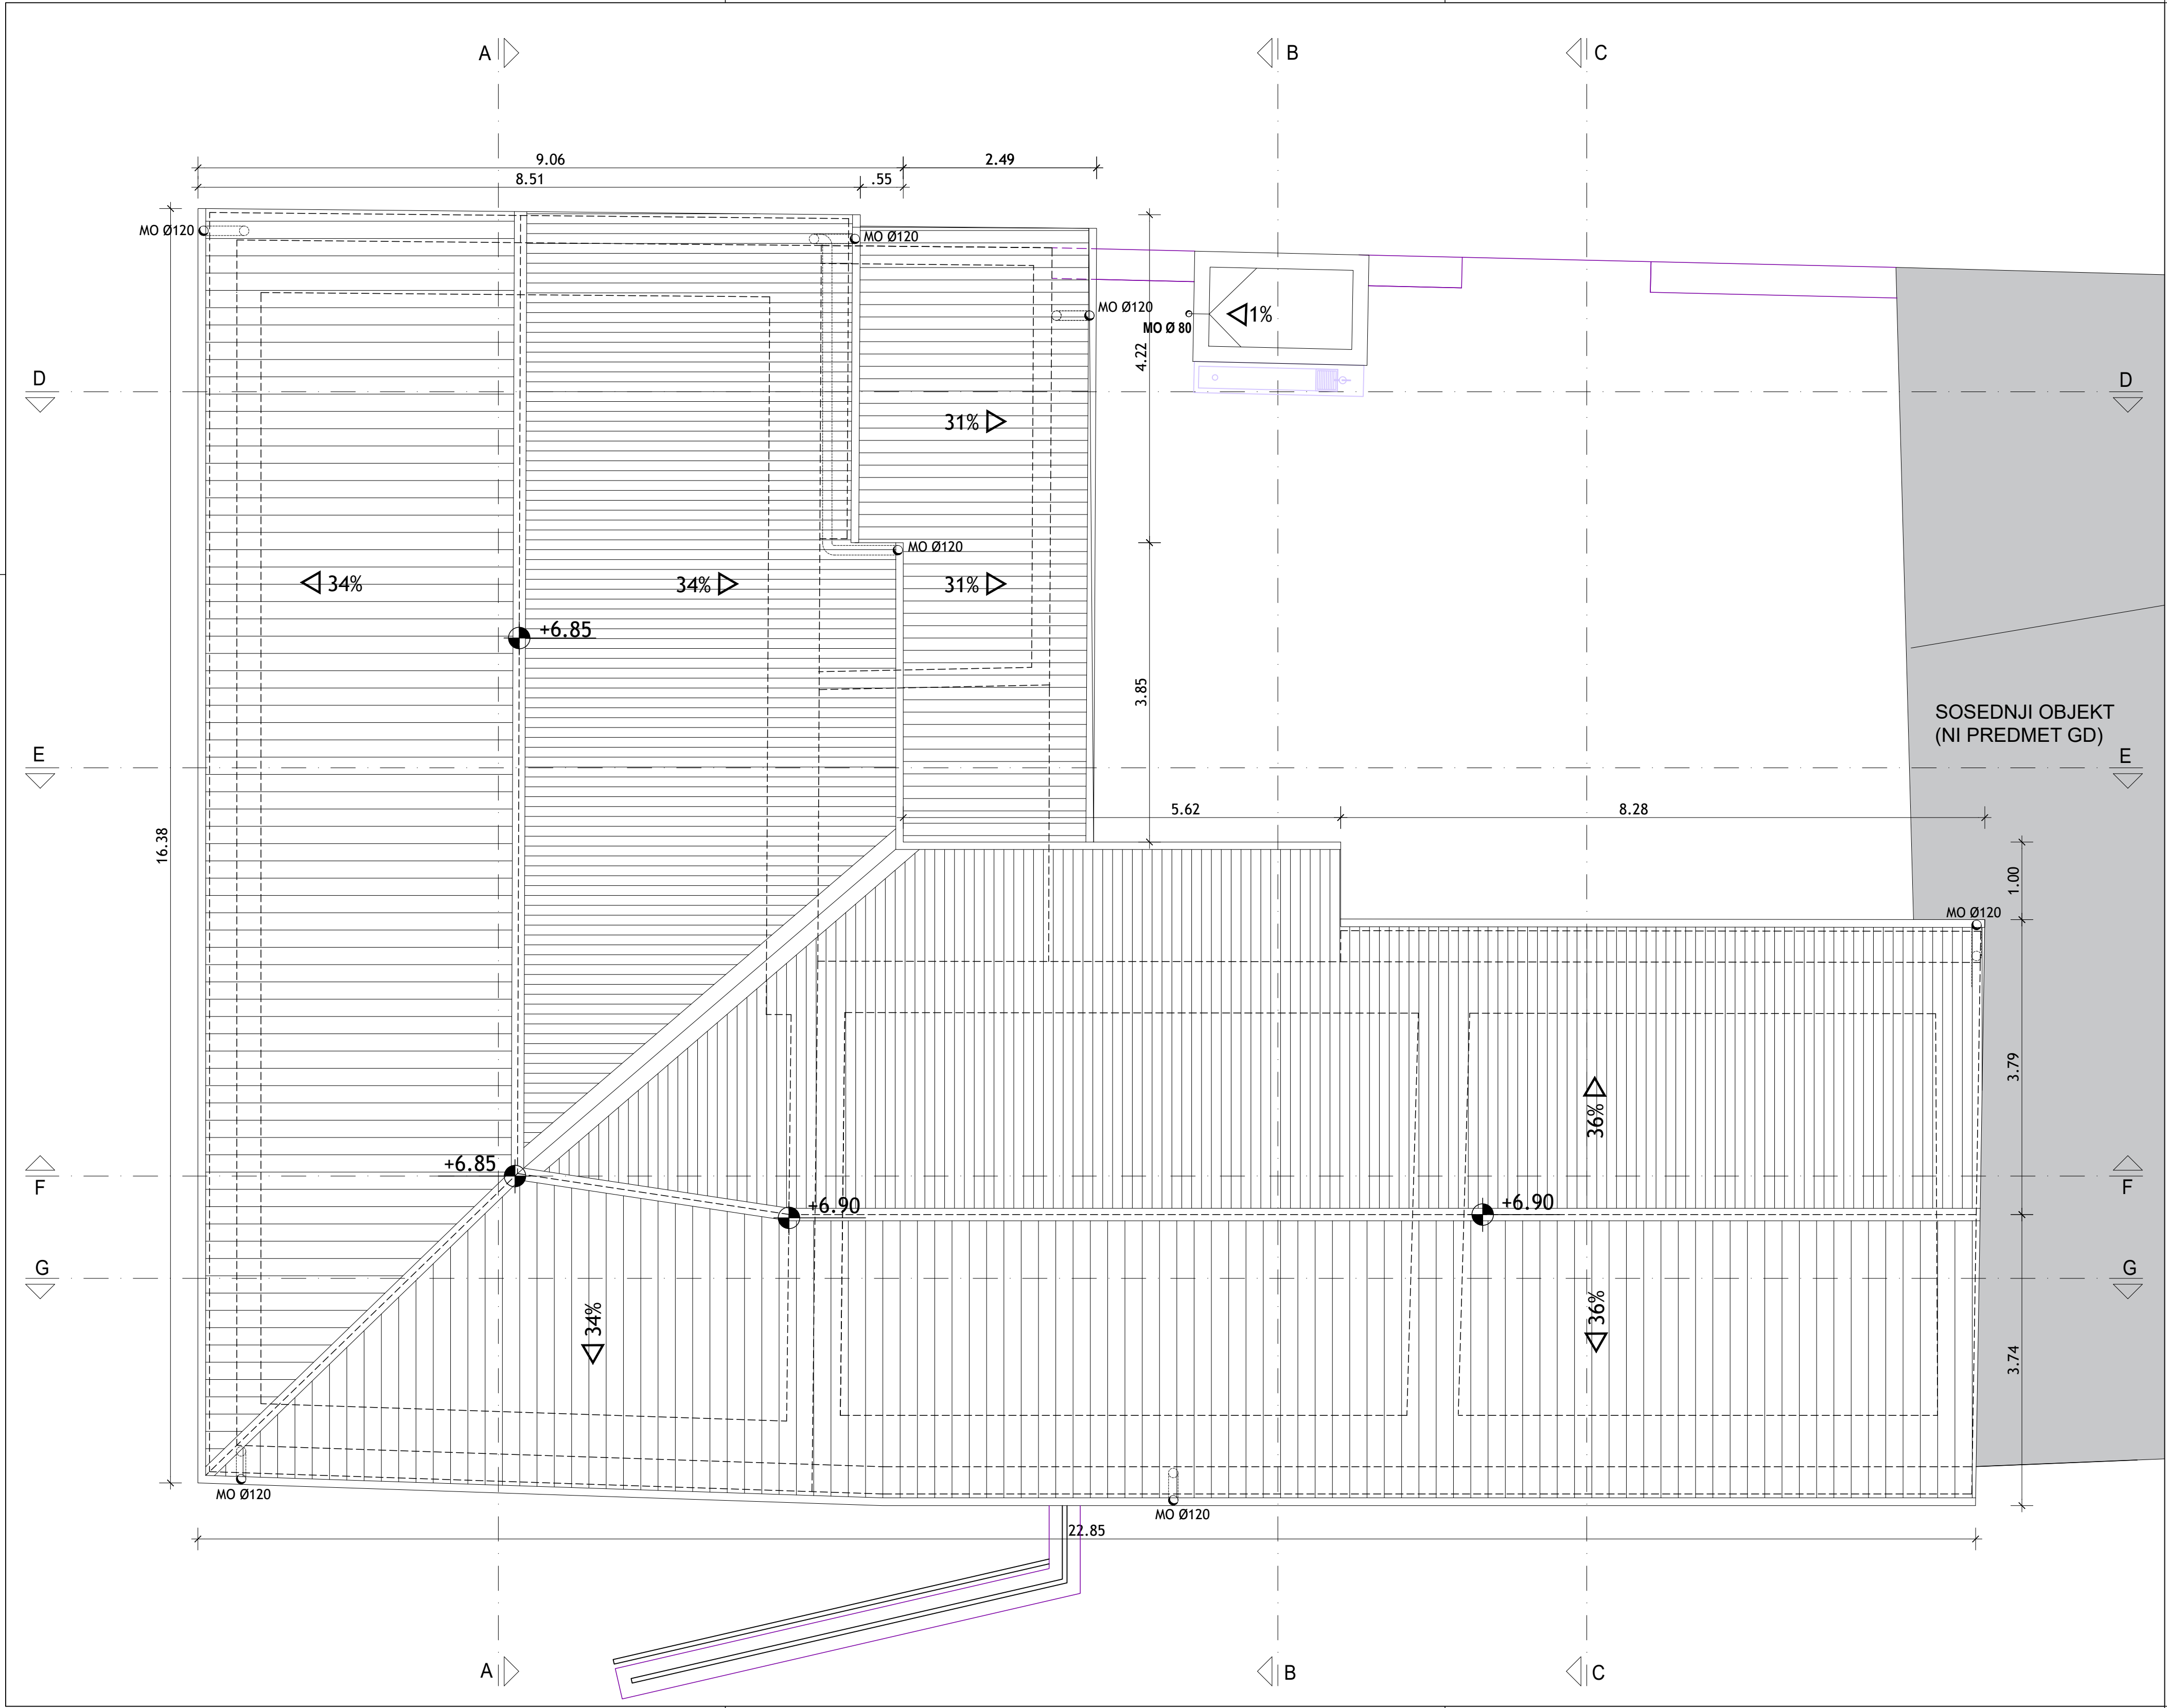 A
B
C
9.06
2.49
8.51
.55
MO Ø120
MO Ø120
MO Ø120
MO Ø 80
1%
4.22
D
D
31%
MO Ø120
34%
34%
31%
+6.85
3.85
SOSEDNJI OBJEKT
(NI PREDMET GD)
E
E
5.62
8.28
16.38
1.00
MO Ø120
3.79
36%
+6.85
F
F
+6.90
+6.90
G
G
34%
36%
3.74
MO Ø120
MO Ø120
22.85
A
B
C